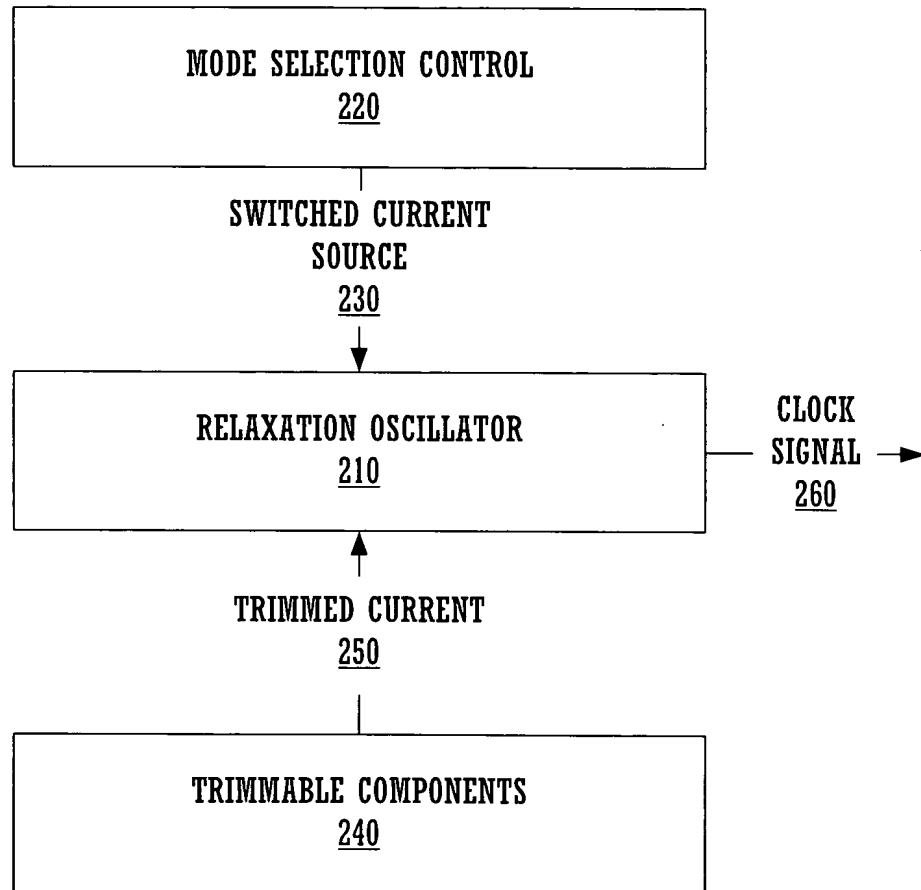 MODE SELECTION CONTROL
220
SWITCHED CURRENT
SOURCE
230
RELAXATION OSCILLATOR
210
CLOCK
SIGNAL
260
TRIMMED CURRENT
250
TRIMMABLE COMPONENTS
240